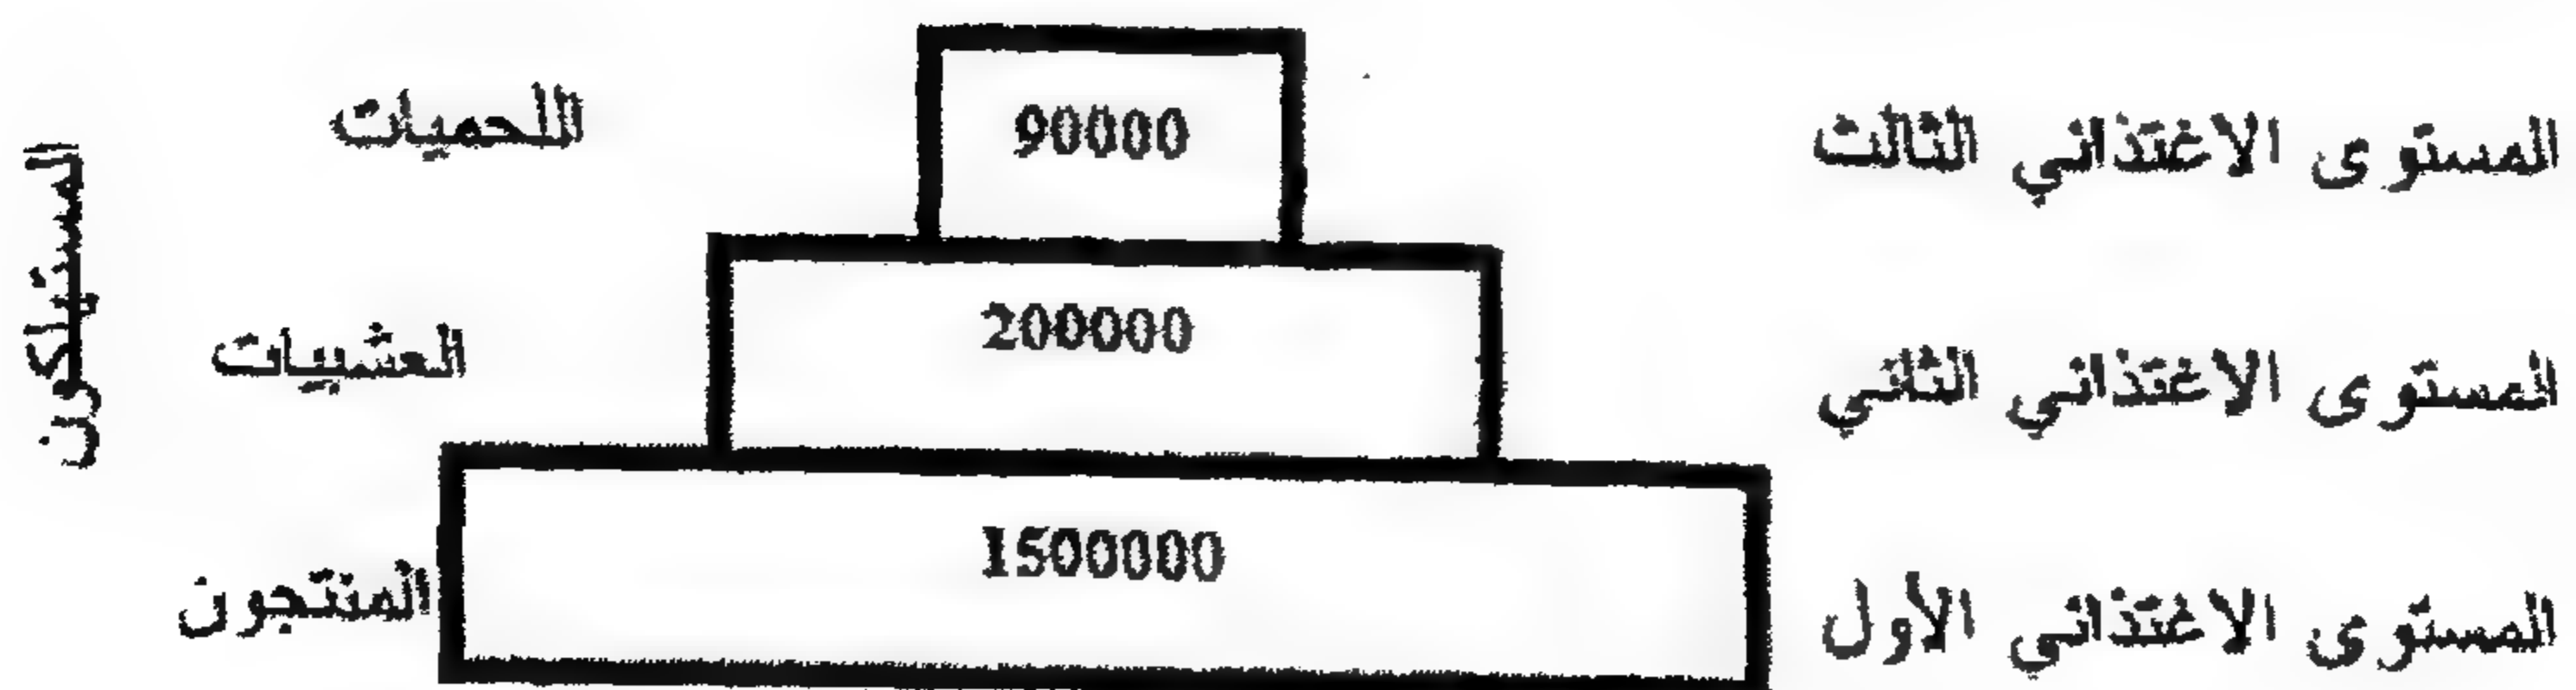 المستوى الاغتذائي الثالث
90000
اللحميات
المستهلكون
المستوى الاغتذائي الثاني
200000
العشبيات
المستوى الاغتذائي الأول
1500000
المنتجون